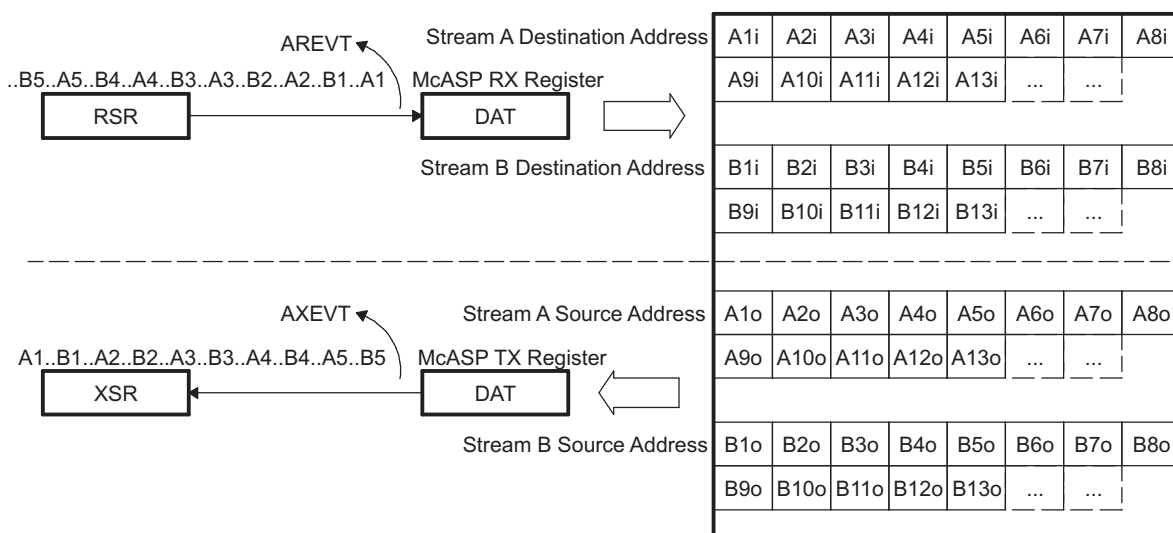 Stream A Destination Address A1i A2i A3i A4i A5i A6i A7i A8i
AREVT
..B5..A5..B4..A4..B3..A3..B2..A2..B1..A1 McASP RX Register A9i A10i A11i A12i A13i ... ...
RSR DAT
Stream B Destination Address B1i B2i B3i B4i B5i B6i B7i B8i
B9i B10i B11i B12i B13i ... ...
Stream A Source Address A1o A2o A3o A4o A5o A6o A7o A8o
AXEVT
A1..B1..A2..B2..A3..B3..A4..B4..A5..B5 McASP TX Register A9o A10o A11o A12o A13o ... ...
XSR DAT
Stream B Source Address B1o B2o B3o B4o B5o B6o B7o B8o
B9o B10o B11o B12o B13o ... ...